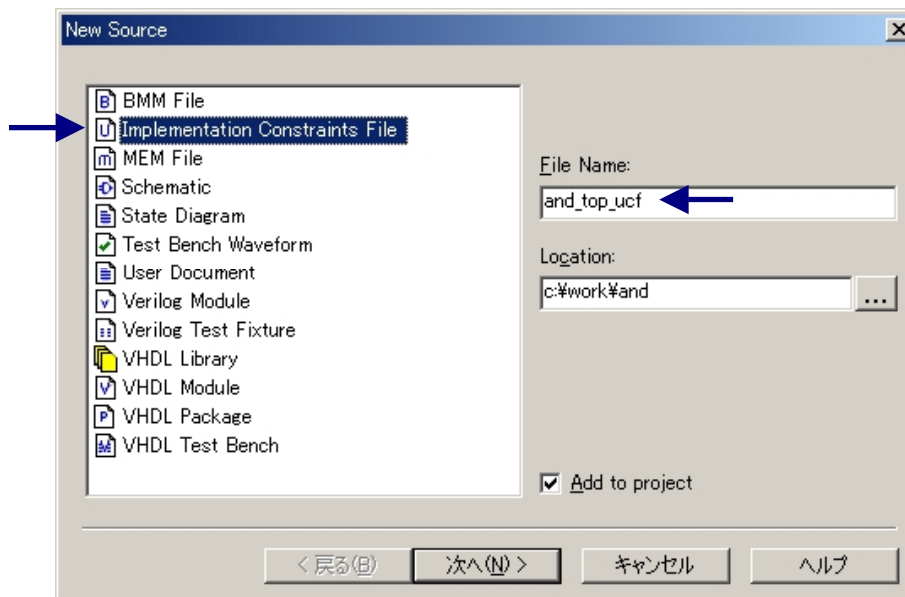 New Source
BMM File
Implementation Constraints File
MEM File
Schematic
State Diagram
Test Bench Waveform
User Document
Verilog Module
Verilog Test Fixture
VHDL Library
VHDL Module
VHDL Package
VHDL Test Bench
File Name:
and_top_ucf
Location:
c:¥work¥and
...
Add to project
< 戻る(B)
次へ(N) >
キャンセル
ヘルプ